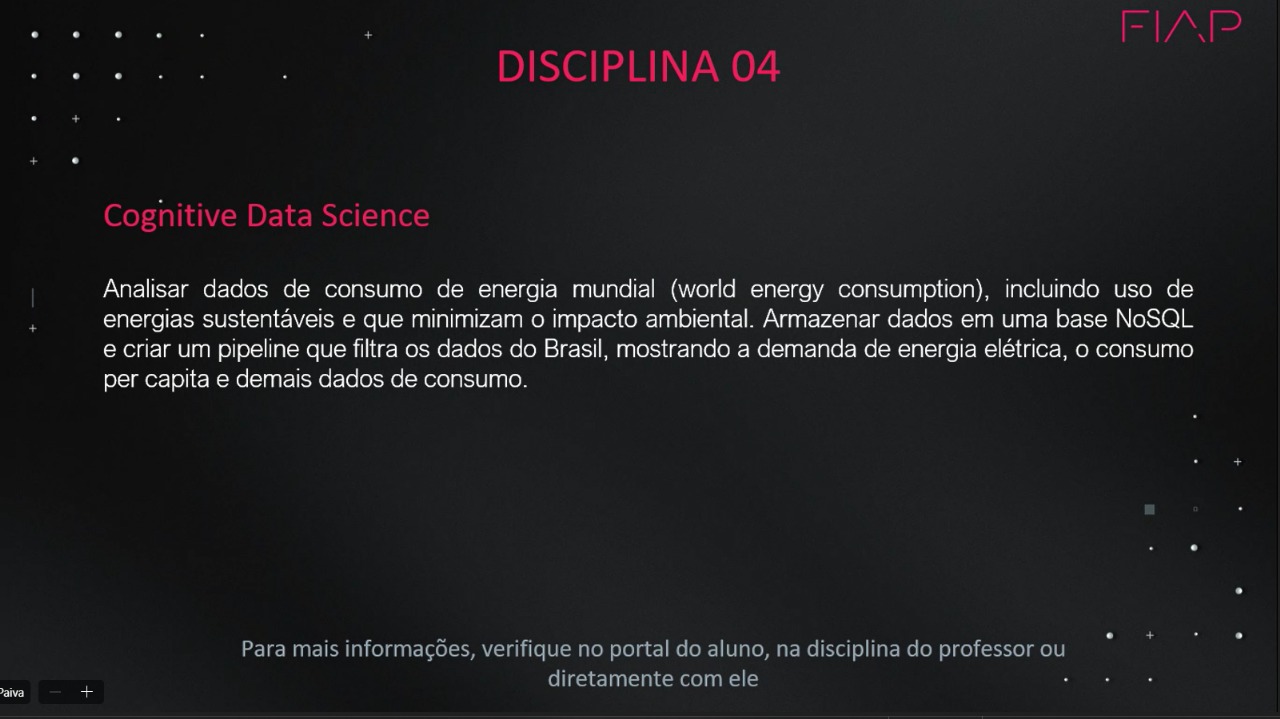 FIAP
DISCIPLINA 04
Cognitive Data Science
Analisar dados de consumo de energia mundial (world energy consumption), incluindo uso de
energias sustentáveis e que minimizam o impacto ambiental. Armazenar dados em uma base NoSQL
e criar um pipeline que filtra os dados do Brasil, mostrando a demanda de energia elétrica, o consumo
per capita e demais dados de consumo.
Para mais informações, verifique no portal do aluno, na disciplina do professor ou
diretamente com ele
Paiva